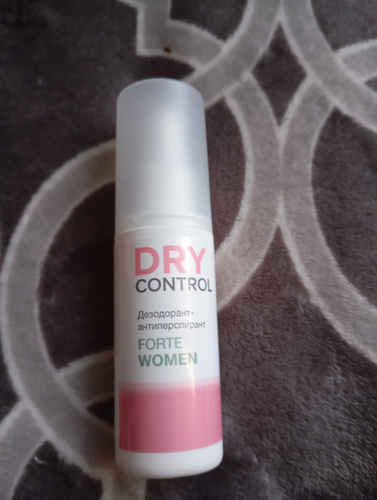 DRY
CONTROL
Дезодорант-
антиперспирант
FORTE
WOMEN